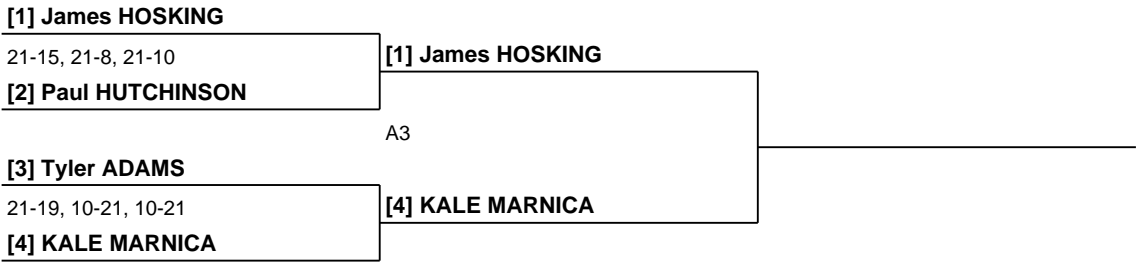 [1] James HOSKING
21-15, 21-8, 21-10
[1] James HOSKING
[2] Paul HUTCHINSON
A3
[3] Tyler ADAMS
21-19, 10-21, 10-21
[4] KALE MARNICA
[4] KALE MARNICA